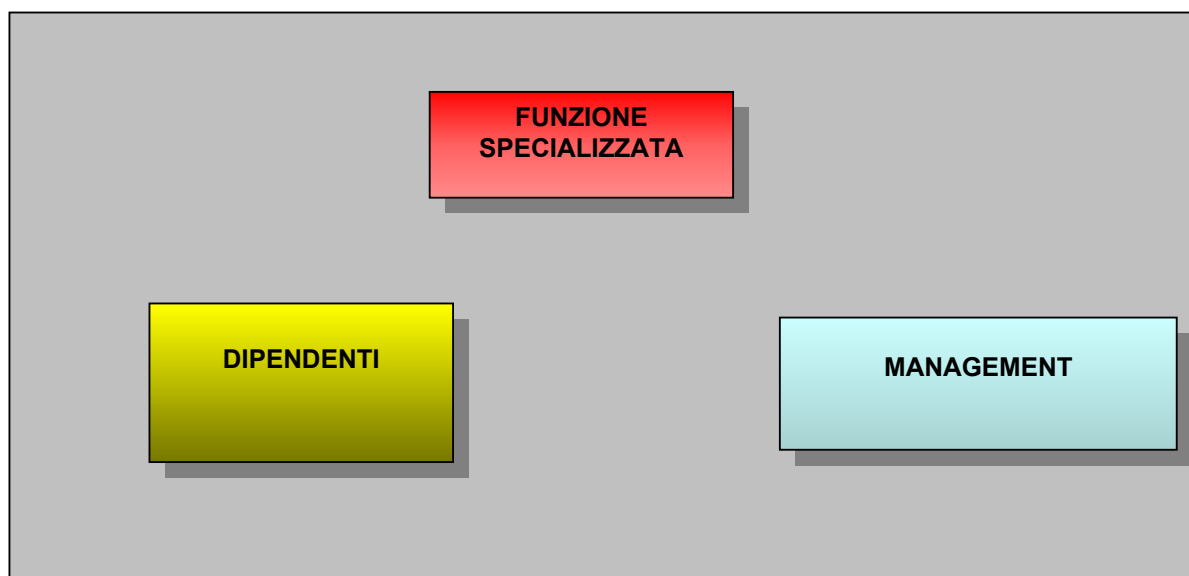 FUNZIONE
SPECIALIZZATA
DIPENDENTI
MANAGEMENT